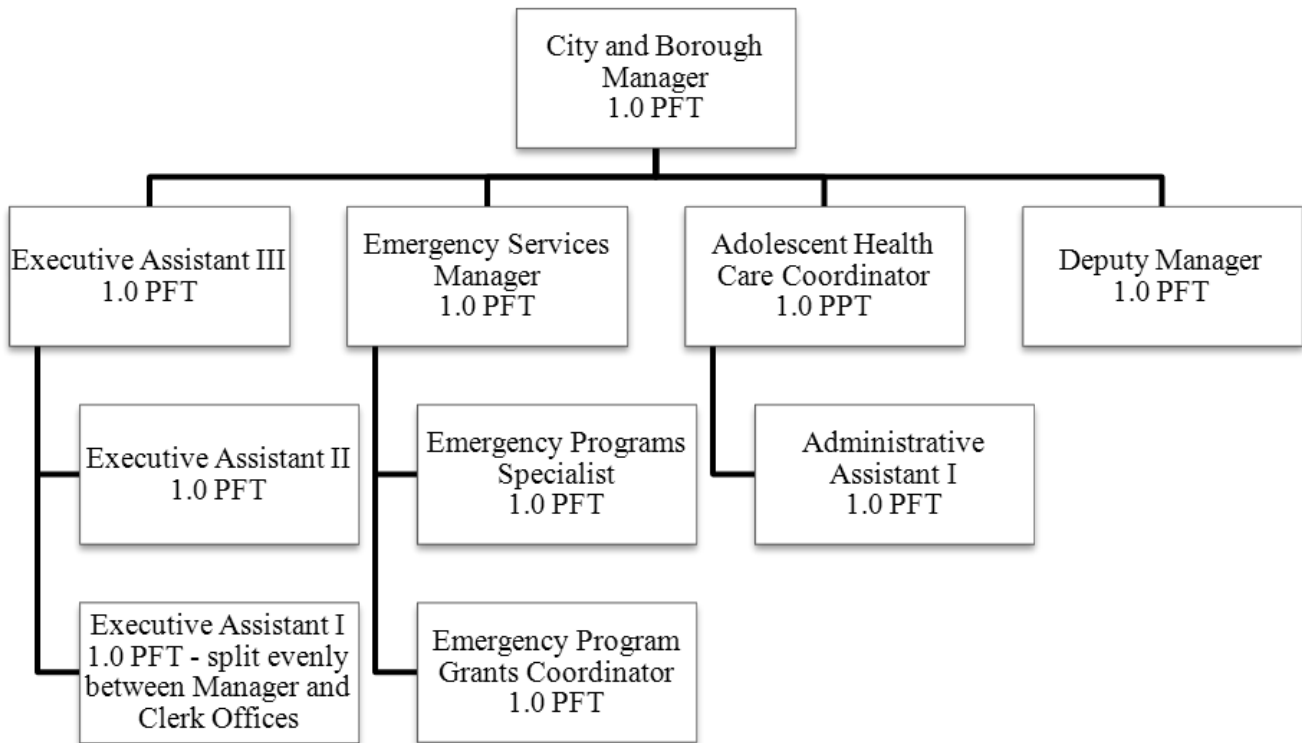 City and Borough
Manager
1.0 PFT
Executive Assistant III
1.0 PFT
Emergency Services
Manager
1.0 PFT
Adolescent Health
Care Coordinator
1.0 PPT
Deputy Manager
1.0 PFT
Executive Assistant II
1.0 PFT
Emergency Programs
Specialist
1.0 PFT
Administrative
Assistant I
1.0 PFT
Executive Assistant I
1.0 PFT - split evenly
between Manager and
Clerk Offices
Emergency Program
Grants Coordinator
1.0 PFT